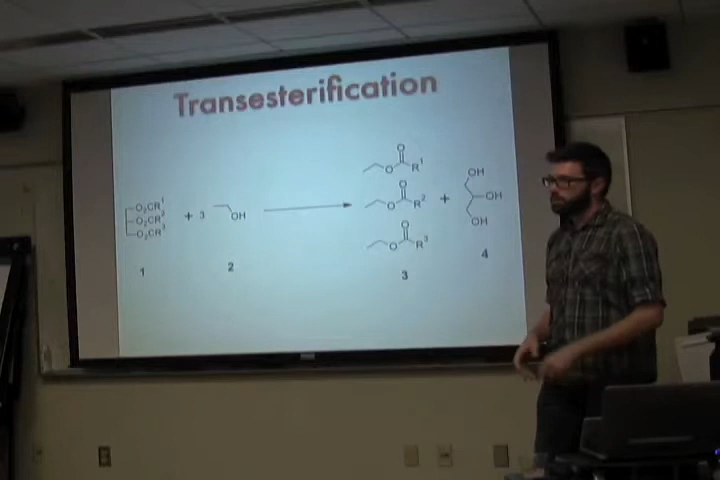 Transesterification
O₂CR¹
O₂CR²
O₂CR³
+ 3
OH
O
O R¹
O
O R²
O
O R³
+
OH
OH
OH
1
2
3
4